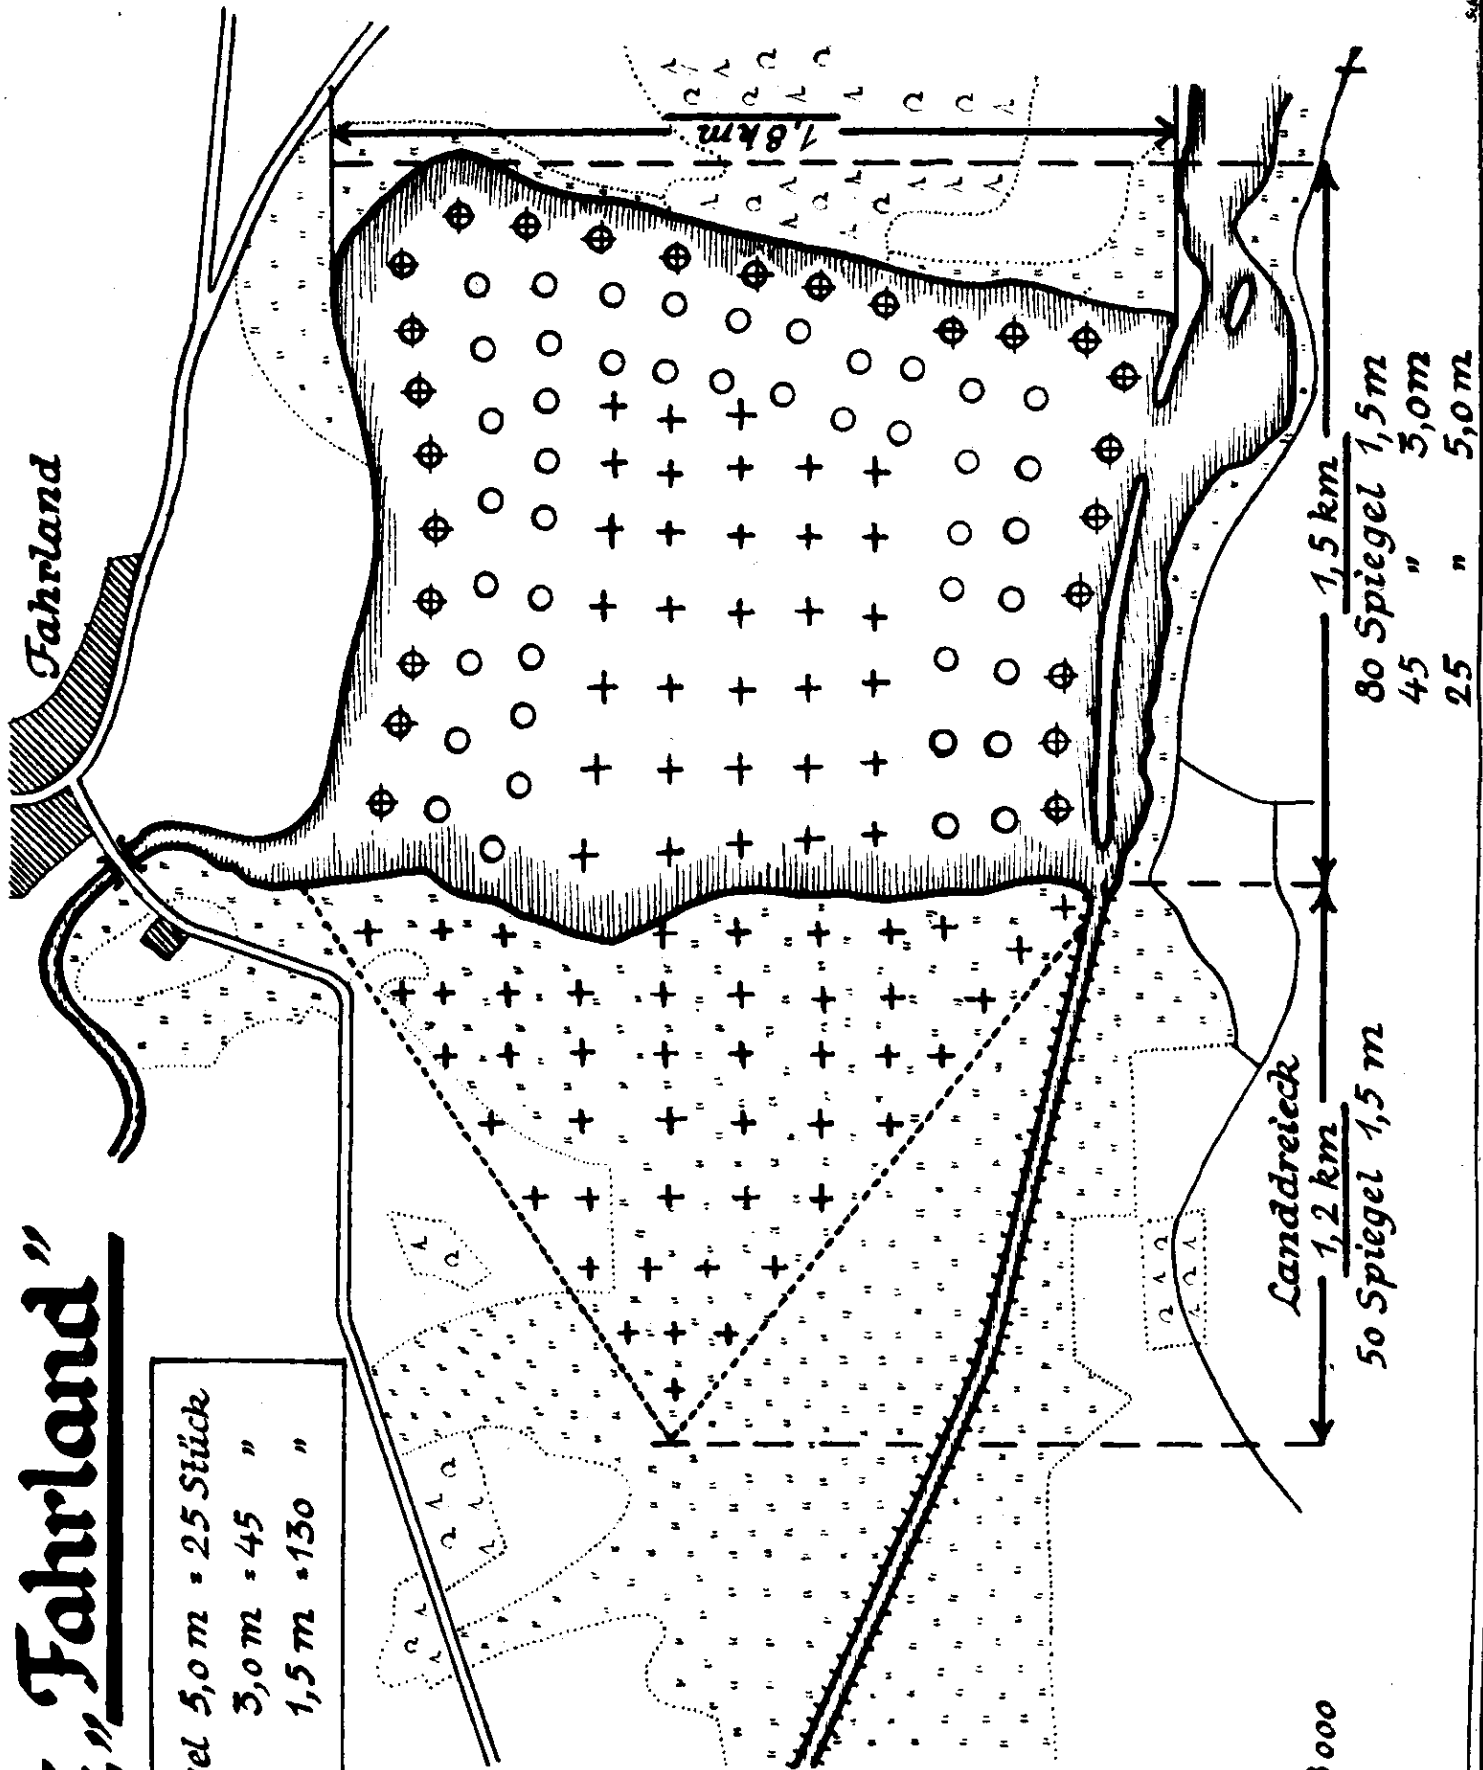 „Fahrland”
el 5,0 m = 25 Stück
3,0 m = 45 "
1,5 m = 130 "
Fahrland
1,8 km
Landdreieck
1,2 km
50 Spiegel 1,5 m
1,5 km
80 Spiegel 1,5 m
45 " 3,0 m
25 " 5,0 m
000